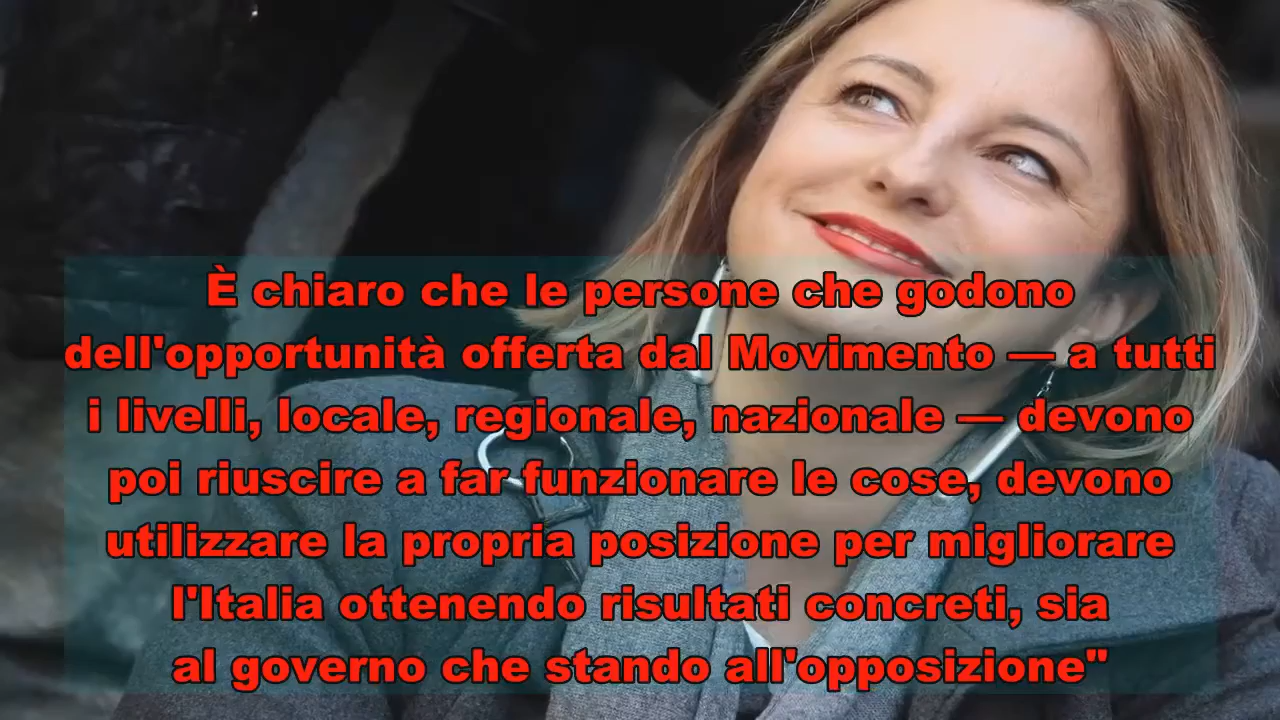 È chiaro che le persone che godono
dell'opportunità offerta dal Movimento — a tutti
i livelli, locale, regionale, nazionale — devono
poi riuscire a far funzionare le cose, devono
utilizzare la propria posizione per migliorare
l'Italia ottenendo risultati concreti, sia
al governo che stando all'opposizione"